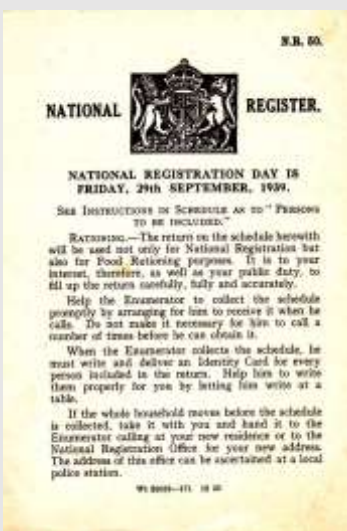 N.R. 50.
NATIONAL REGISTER.
NATIONAL REGISTRATION DAY IS
FRIDAY, 29th SEPTEMBER, 1939.
SEE INSTRUCTIONS IN SCHEDULE AS TO "PERSONS
TO BE INCLUDED."
RATIONING.—The return on the schedule herewith
will be used not only for National Registration but
also for Food Rationing purposes. It is to your
interest, therefore, as well as your public duty, to
fill up the return carefully, fully and accurately.
Help the Enumerator to collect the schedule
promptly by arranging for him to receive it when he
calls. Do not make it necessary for him to call a
number of times before he can obtain it.
When the Enumerator collects the schedule, he
must write and deliver an Identity Card for every
person included in the return. Help him to write
them properly for you by letting him write at a
table.
If the whole household moves before the schedule
is collected, take it with you and hand it to the
Enumerator calling at your new residence or to the
National Registration Office for your new address.
The address of this office can be ascertained at a local
police station.